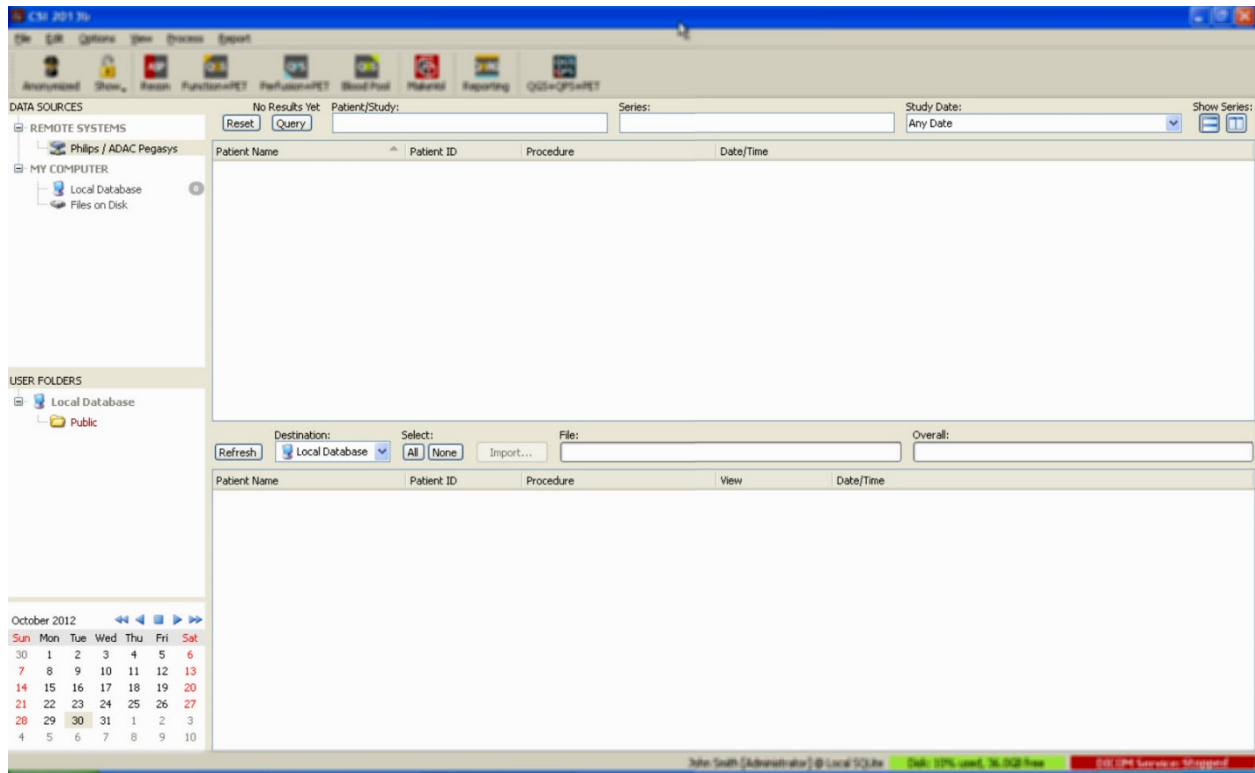 CSI 2013b
File Edit Options View Process Export
Anonymized Show... Recon Function+PET Perfusion+PET Blood Pool Reporting QGS+QPS+PET
DATA SOURCES
REMOTE SYSTEMS
Philips / ADAC Pegasys
MY COMPUTER
Local Database
Files on Disk
No Results Yet Patient/Study: Series: Study Date: Show Series:
Reset Query Any Date
Patient Name Patient ID Procedure Date/Time
USER FOLDERS
Local Database
Public
Destination: Select: File: Overall:
Refresh Local Database All None Import...
Patient Name Patient ID Procedure View Date/Time
October 2012
Sun Mon Tue Wed Thu Fri Sat
30 1 2 3 4 5 6
7 8 9 10 11 12 13
14 15 16 17 18 19 20
21 22 23 24 25 26 27
28 29 30 31 1 2 3
4 5 6 7 8 9 10
John Smith [Administrator] @ Local SQLite Disk: 10% used, 36.0GB free DICOM Service: Stopped